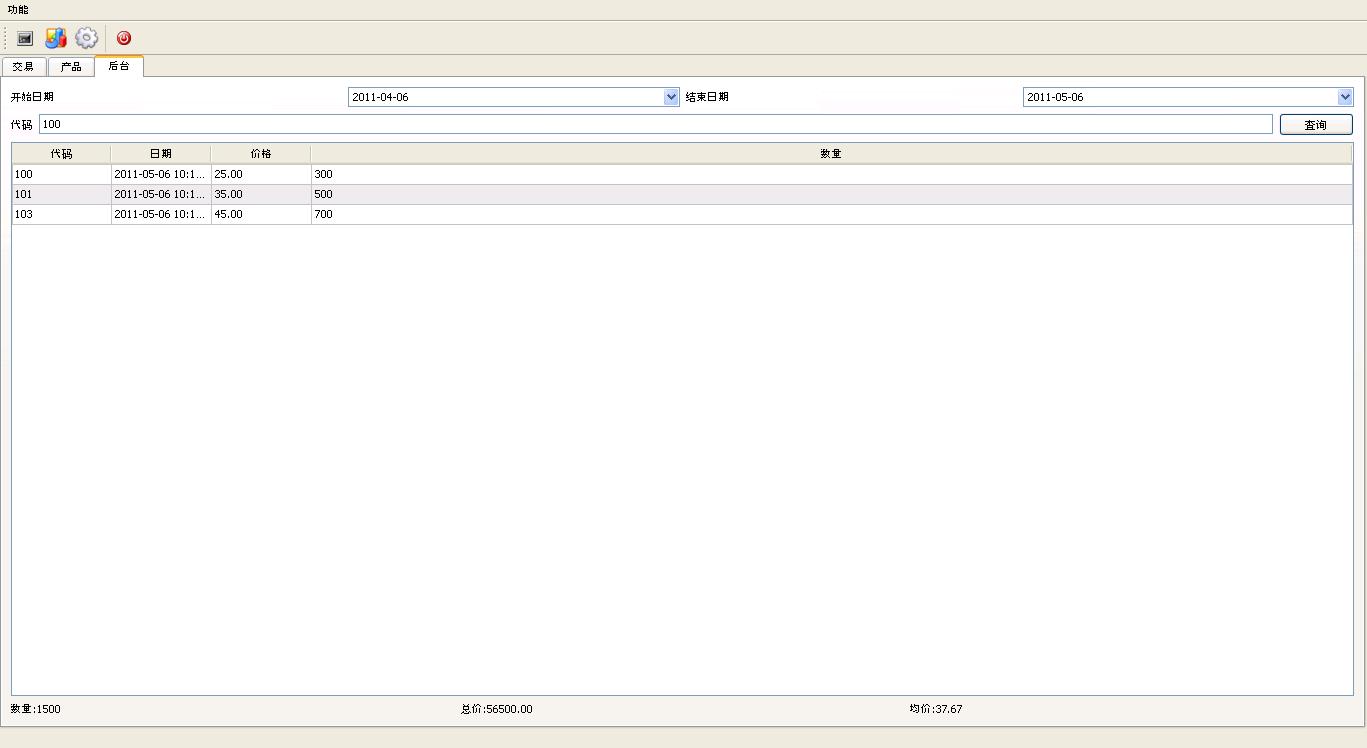 功能
交易 产品 后台
开始日期 2011-04-06 结束日期 2011-05-06
代码 100 查询
代码 日期 价格 数量
100 2011-05-06 10:1... 25.00 300
101 2011-05-06 10:1... 35.00 500
103 2011-05-06 10:1... 45.00 700
数量:1500 总价:56500.00 均价:37.67